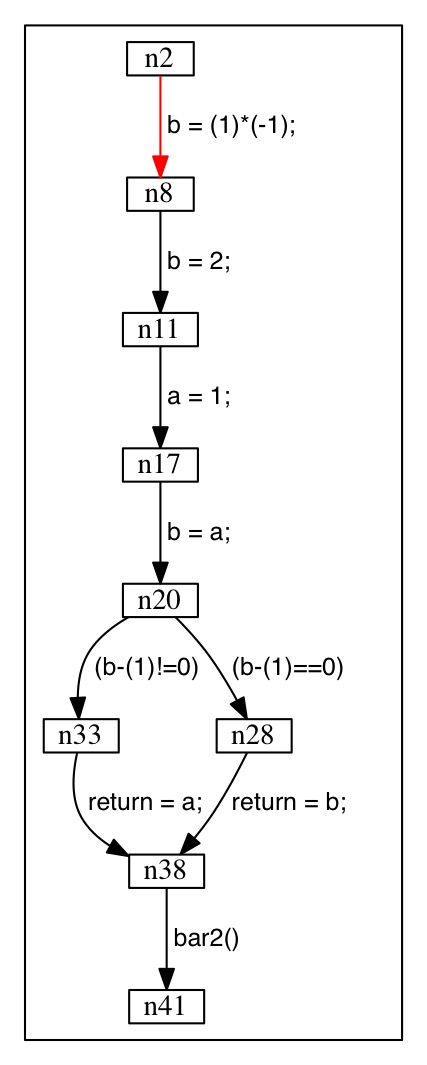 n2
b = (1)*(-1);
n8
b = 2;
n11
a = 1;
n17
b = a;
n20
(b-(1)!=0) (b-(1)==0)
n33 n28
return = a; return = b;
n38
bar2()
n41